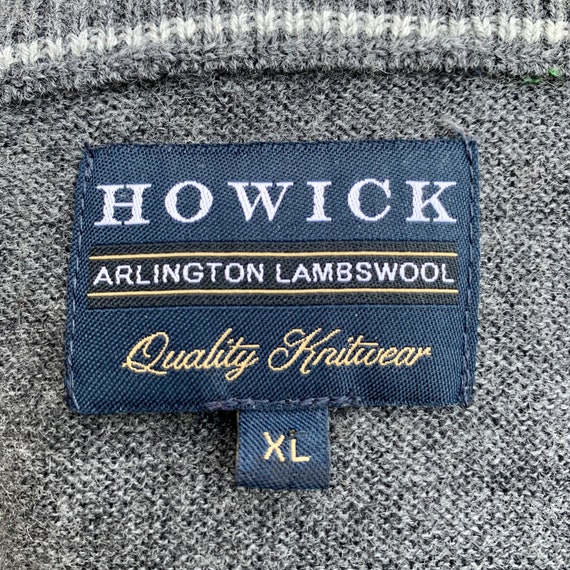 HOWICK
ARLINGTON LAMBSWOOL
Quality Knitwear
XL